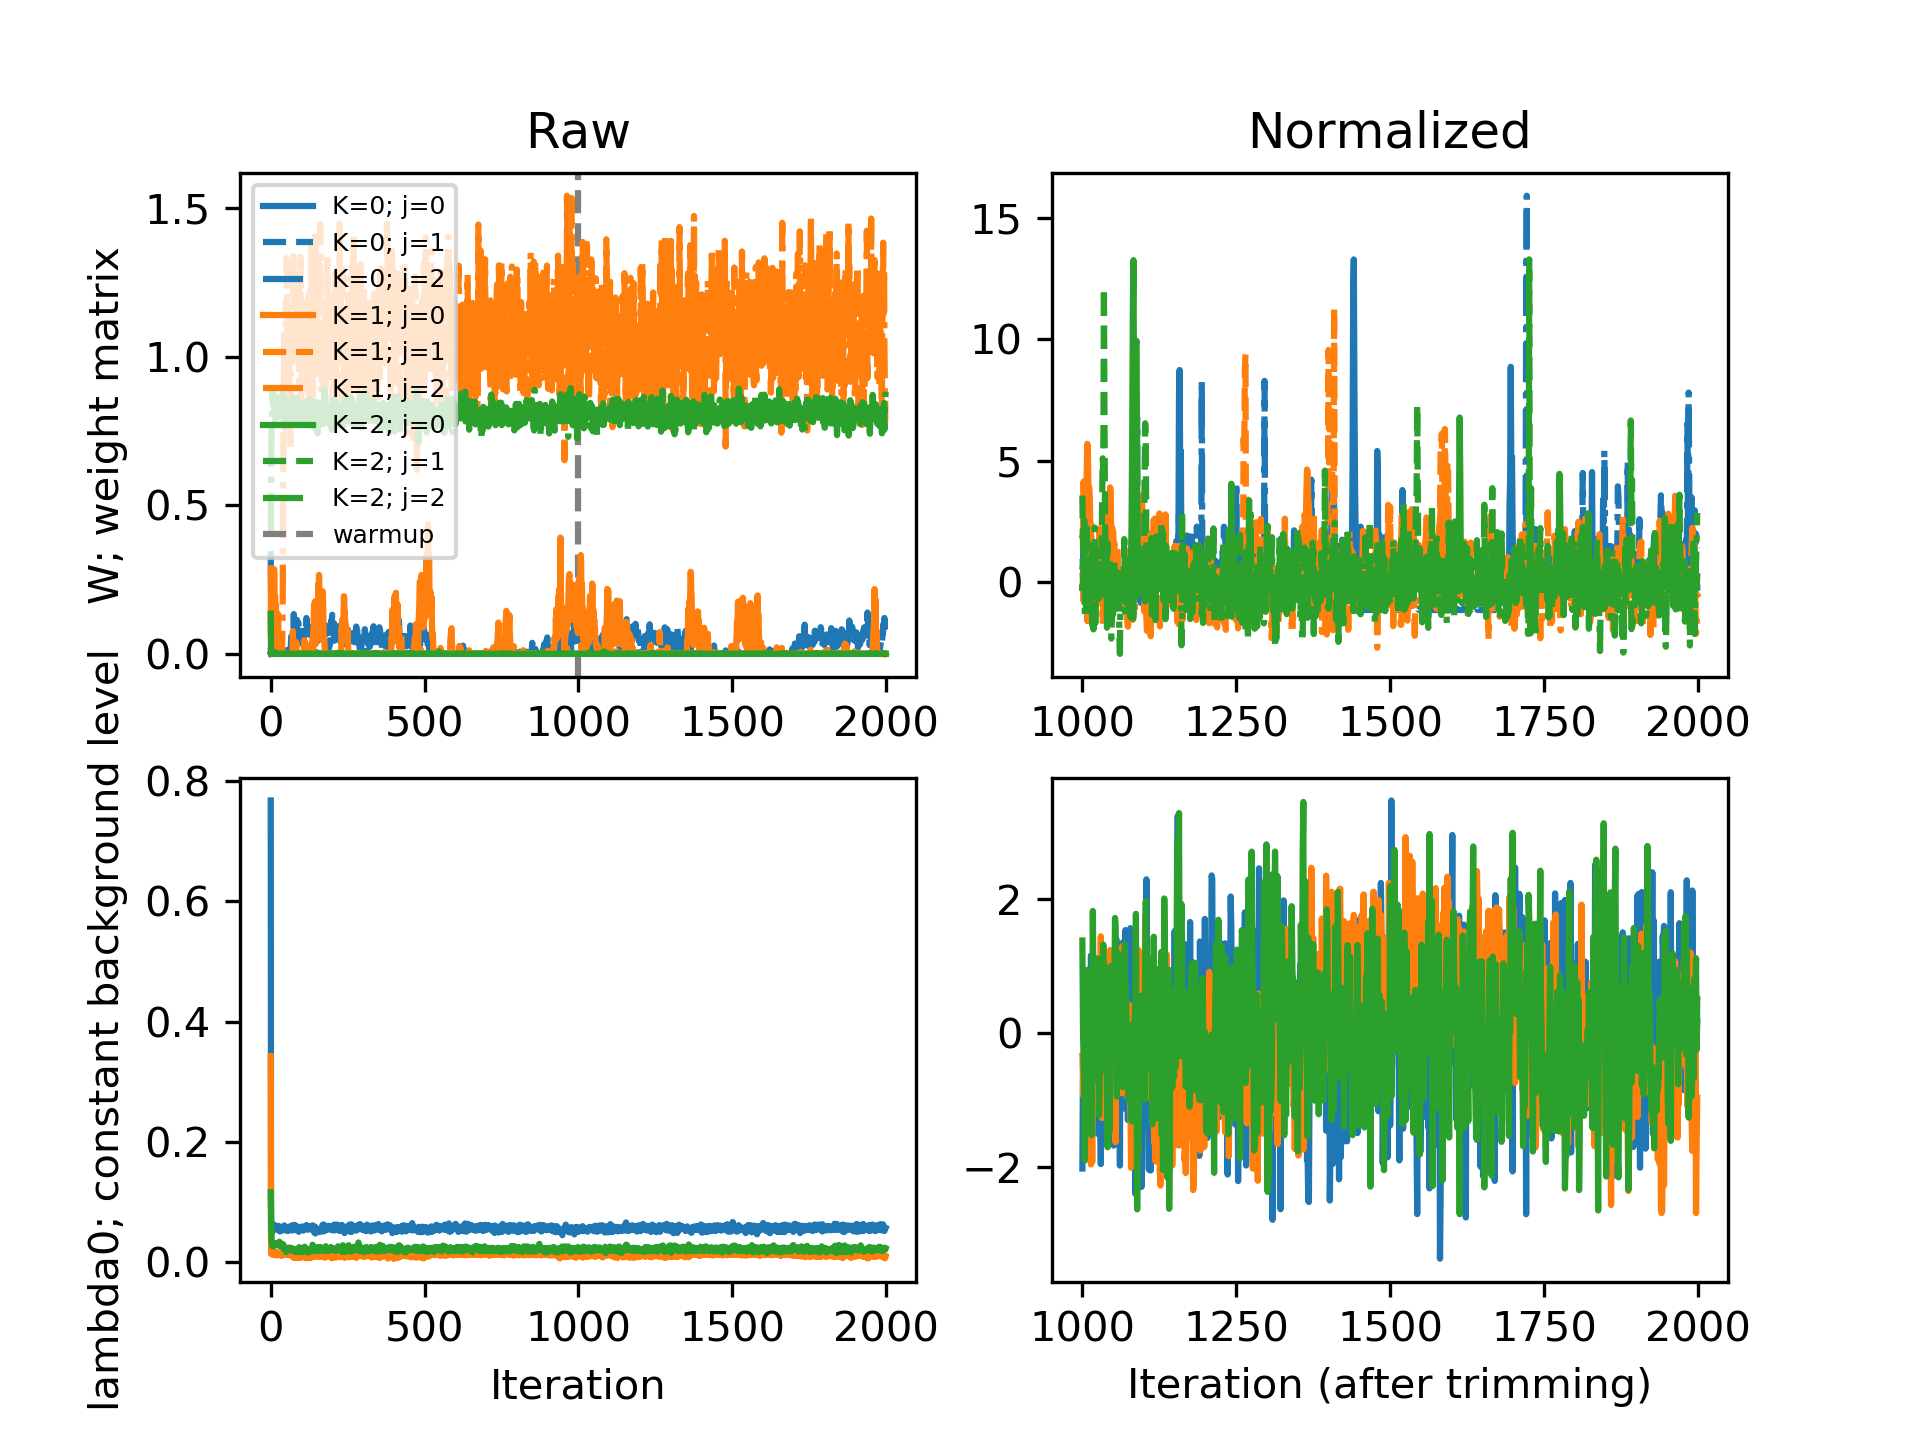 Raw
Normalized
W; weight matrix
1.5
1.0
0.5
0.0
K=0; j=0
K=0; j=1
K=0; j=2
K=1; j=0
K=1; j=1
K=1; j=2
K=2; j=0
K=2; j=1
K=2; j=2
warmup
0
500
1000
1500
2000
15
10
5
0
1000
1250
1500
1750
2000
lambda0; constant background level
0.8
0.6
0.4
0.2
0.0
0
500
1000
1500
2000
Iteration
2
0
−2
1000
1250
1500
1750
2000
Iteration (after trimming)